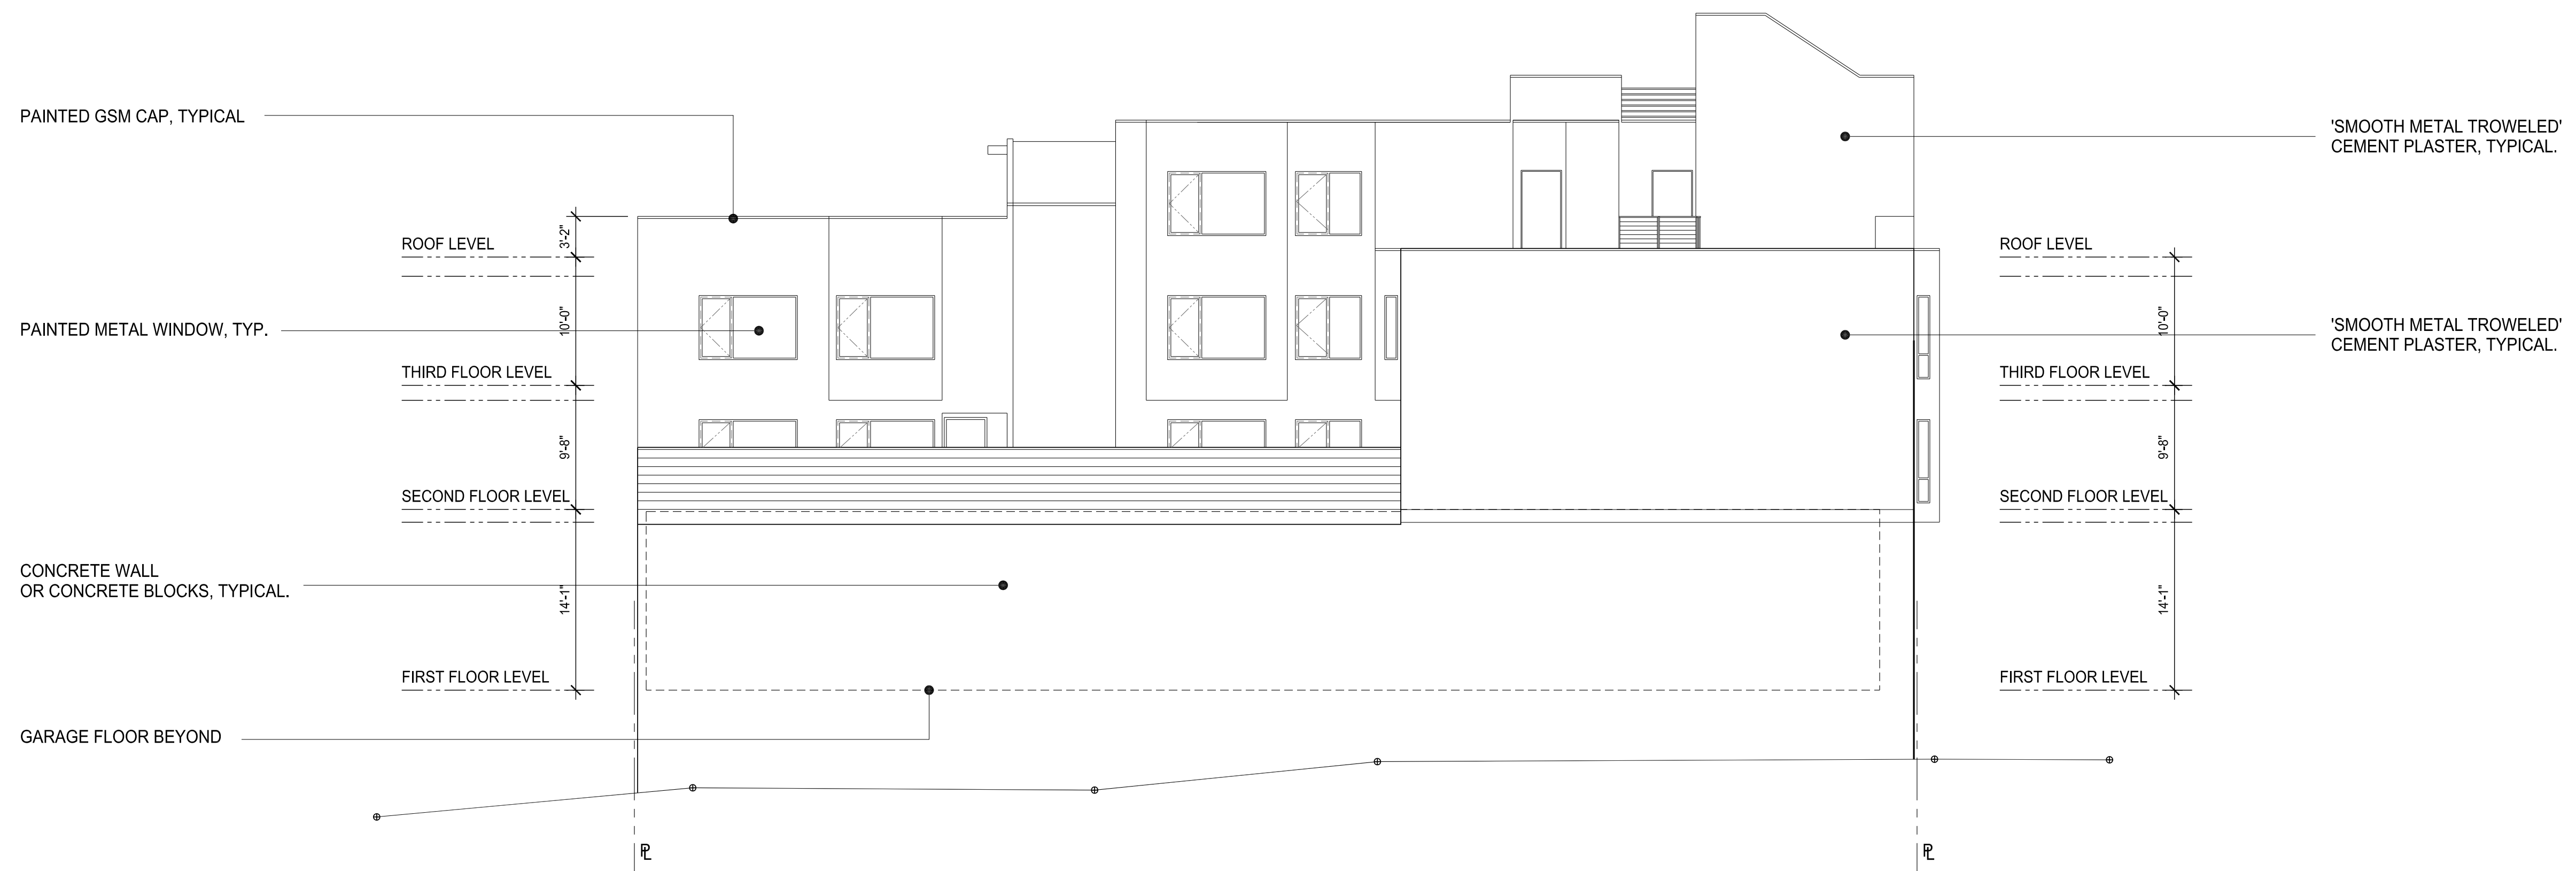 PAINTED GSM CAP, TYPICAL
'SMOOTH METAL TROWELED'
CEMENT PLASTER, TYPICAL.
3'-2"
ROOF LEVEL
ROOF LEVEL
10'-0"
10'-0"
PAINTED METAL WINDOW, TYP.
'SMOOTH METAL TROWELED'
CEMENT PLASTER, TYPICAL.
THIRD FLOOR LEVEL
THIRD FLOOR LEVEL
9'-8"
9'-8"
SECOND FLOOR LEVEL
SECOND FLOOR LEVEL
CONCRETE WALL
OR CONCRETE BLOCKS, TYPICAL.
14'-1"
14'-1"
FIRST FLOOR LEVEL
FIRST FLOOR LEVEL
GARAGE FLOOR BEYOND
PL
PL